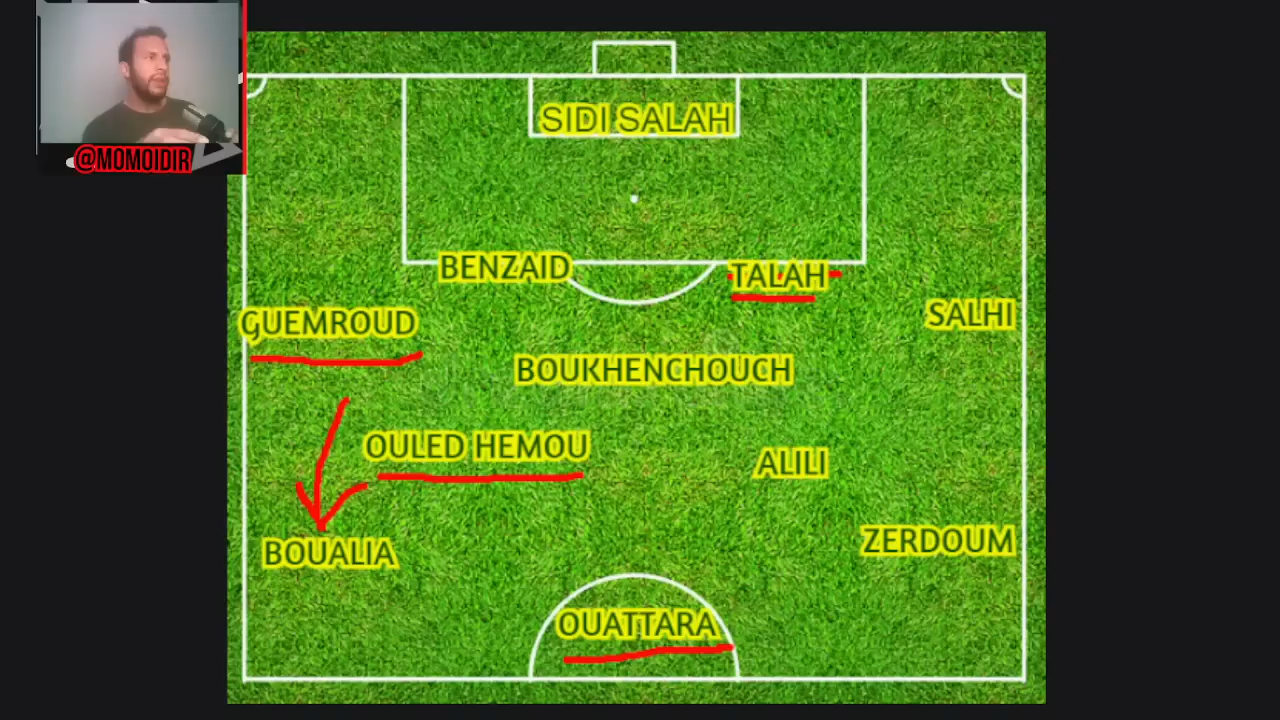 @MOMOIDIR
SIDI SALAH
BENZAID
TALAH
GUEMROUD
SALHI
BOUKHENCHOUCH
OULED HEMOU
ALILI
BOUALIA
ZERDOUM
OUATTARA